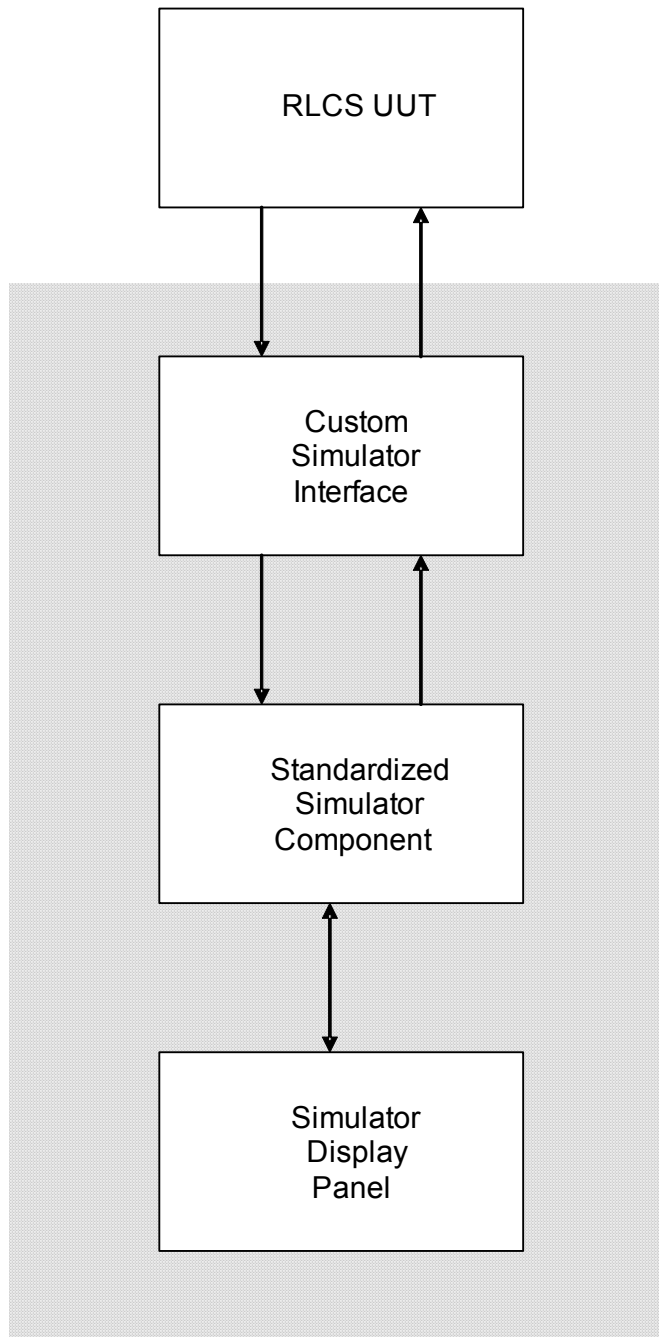 RLCS UUT
Custom
Simulator
Interface
Standardized
Simulator
Component
Simulator
Display
Panel